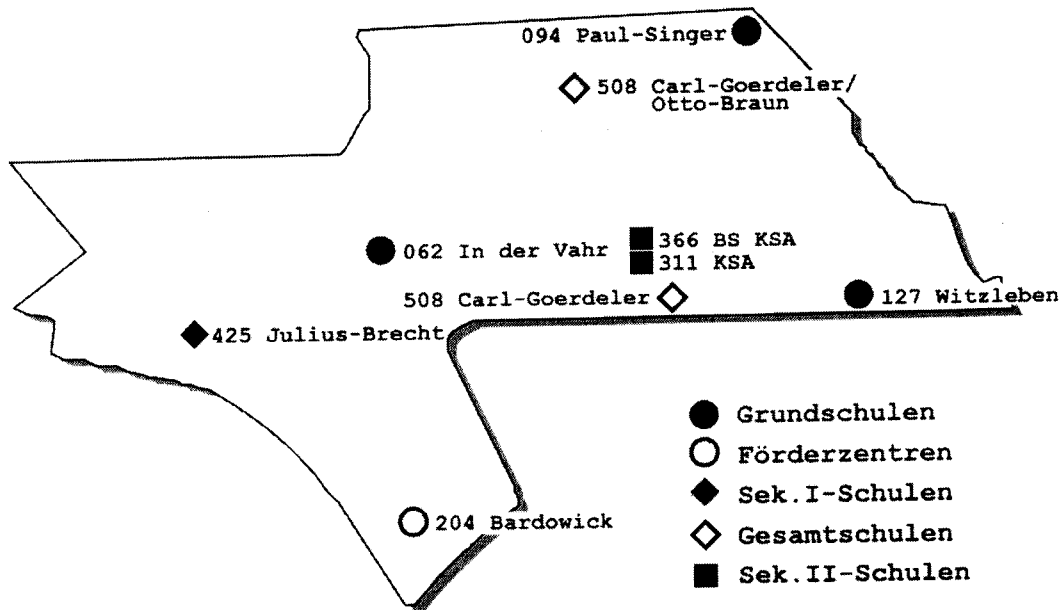 094 Paul-Singer
508 Carl-Goerdeler/
Otto-Braun
062 In der Vahr
366 BS KSA
311 KSA
508 Carl-Goerdeler
127 Witzleben
425 Julius-Brecht
204 Bardowick
Grundschulen
Förderzentren
Sek.I-Schulen
Gesamtschulen
Sek.II-Schulen